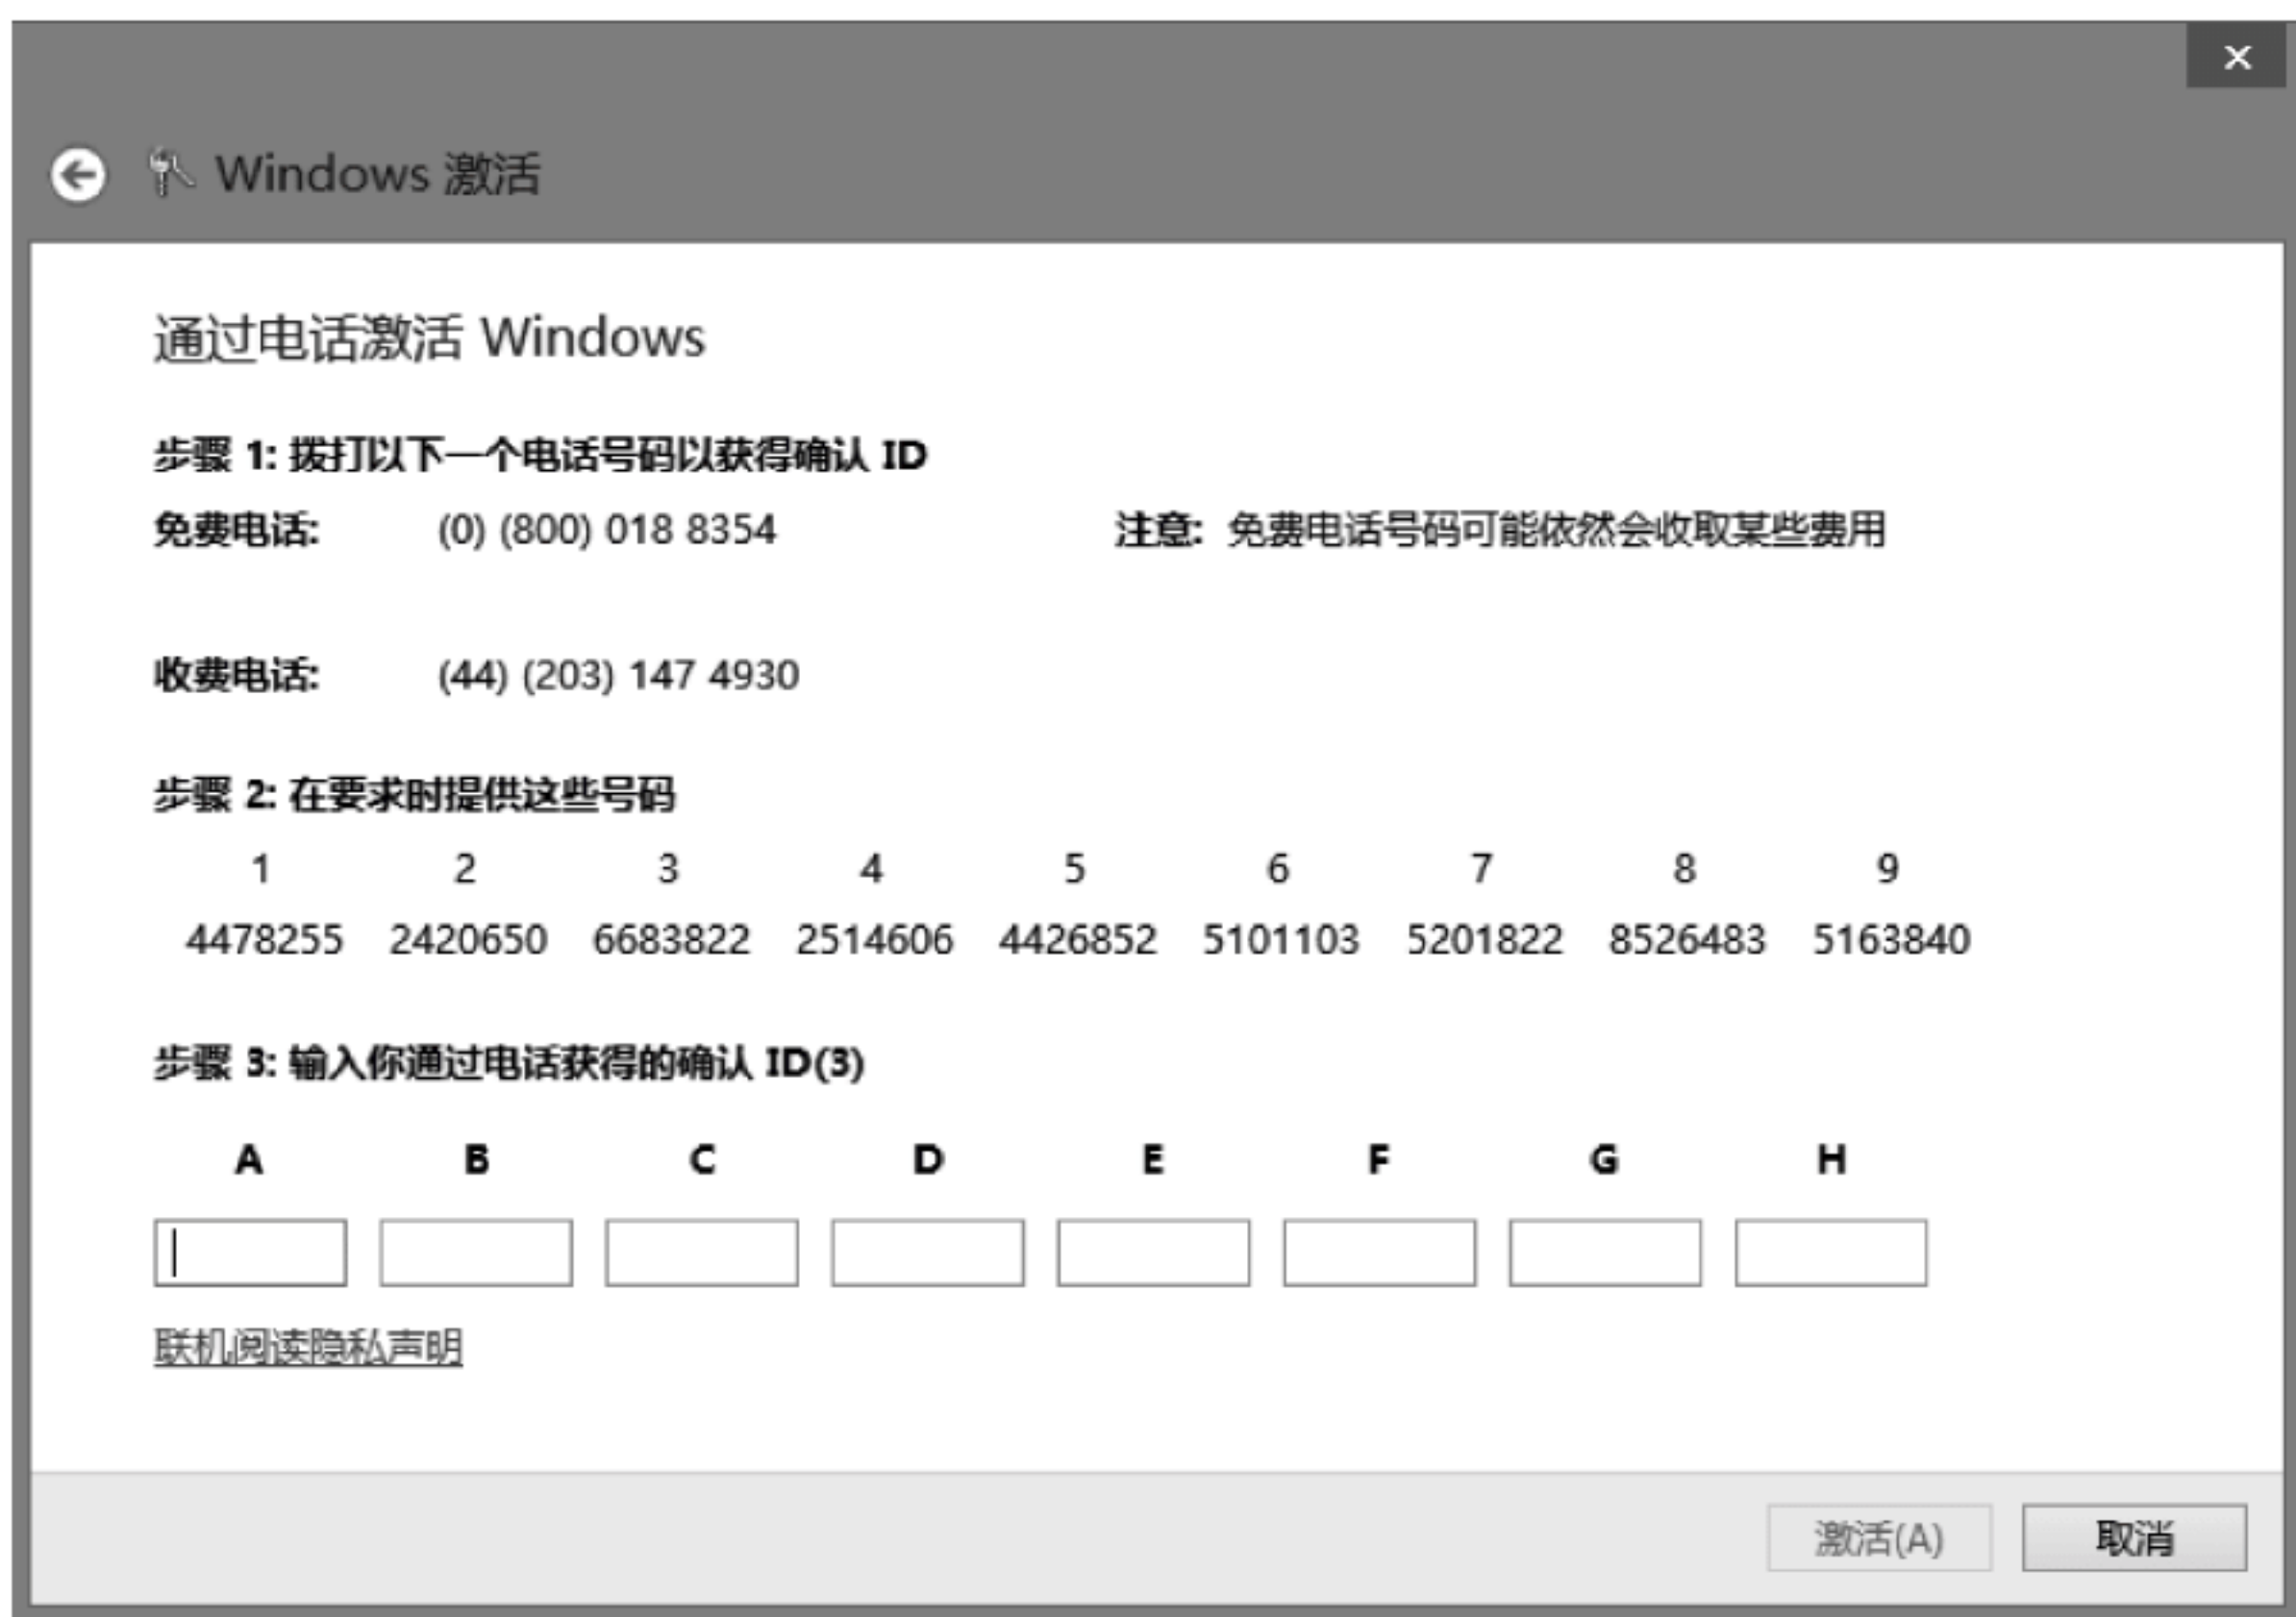 Windows 激活
通过电话激活 Windows
步骤 1: 拨打以下一个电话号码以获得确认 ID
免费电话: (0) (800) 018 8354 注意: 免费电话号码可能依然会收取某些费用
收费电话: (44) (203) 147 4930
步骤 2: 在要求时提供这些号码
1 2 3 4 5 6 7 8 9
4478255 2420650 6683822 2514606 4426852 5101103 5201822 8526483 5163840
步骤 3: 输入你通过电话获得的确认 ID(3)
A B C D E F G H
联机阅读隐私声明
激活(A) 取消